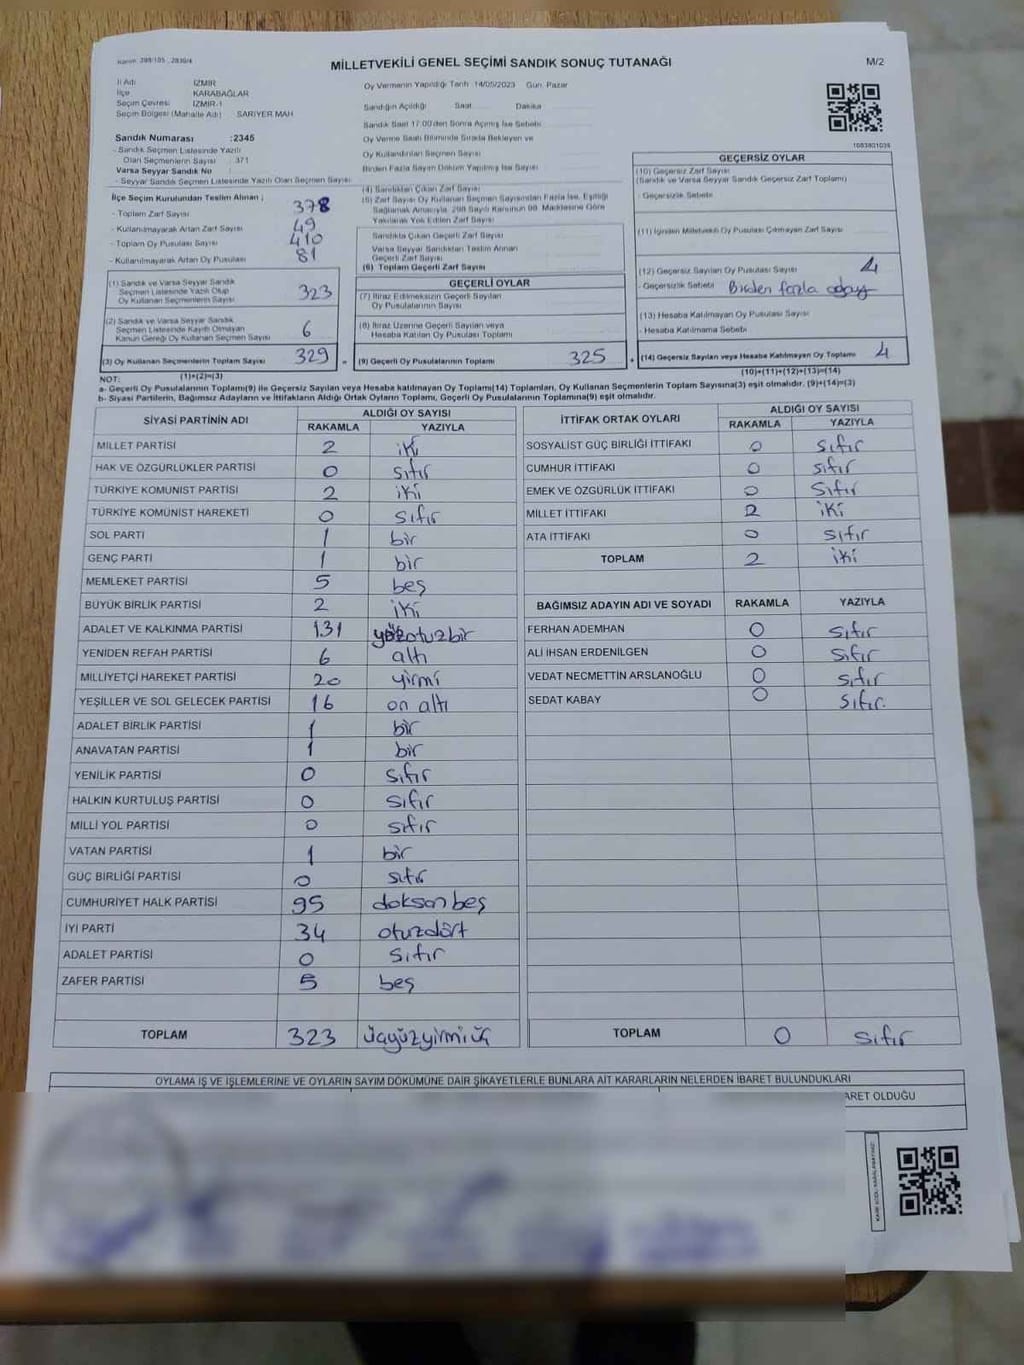 MİLLETVEKİLİ GENEL SEÇİMİ SANDIK SONUÇ TUTANAĞI
M/2
İl Adı : İZMİR
İlçe : KARABAĞLAR
Seçim Çevresi : İZMİR-1
Seçim Bölgesi (Mahalle Adı) : SARIYER MAH
Sandık Numarası :2345
- Sandık Seçmen Listesinde Yazılı
Olan Seçmenlerin Sayısı : 371
Varsa Seyyar Sandık No :
- Seyyar Sandık Seçmen Listesinde Yazılı Olan Seçmen Sayısı :
Oy Vermenin Yapıldığı Tarih :14/05/2023 Gün: Pazar
Sandığın Açıldığı Saat Dakika
Sandık Saat 17.00'den Sonra Açılmış İse Sebebi
Oy Verme Saati Bitiminde Sırada Bekleyen ve
Oy Kullandırılan Seçmen Sayısı
Birden Fazla Sayım Döküm Yapılmış İse Sayısı
1083801036
İlçe Seçim Kurulundan Teslim Alınan ;
- Toplam Zarf Sayısı 378
- Kullanılmayarak Artan Zarf Sayısı 49
- Toplam Oy Pusulası Sayısı 410
- Kullanılmayarak Artan Oy Pusulası 81
(1) Sandık ve Varsa Seyyar Sandık
Seçmen Listesinde Yazılı Olup
Oy Kullanan Seçmenlerin Sayısı 323
(2) Sandık ve Varsa Seyyar Sandık
Seçmen Listesinde Kayıtlı Olmayan
Kanun Gereği Oy Kullanan Seçmen Sayısı 6
(3) Oy Kullanan Seçmenlerin Toplam Sayısı 329
(1)+(2)=(3)
(4) Sandıktan Çıkan Zarf Sayısı
(5) Zarf Sayısı Oy Kullanan Seçmen Sayısından Fazla İse, Eşitliği
Sağlamak Amacıyla, 298 Sayılı Kanunun 98. Maddesine Göre
Yakılarak Yok Edilen Zarf Sayısı
Sandıkta Çıkan Geçerli Zarf Sayısı
Varsa Seyyar Sandıktan Teslim Alınan
Geçerli Zarf Sayısı
(6) Toplam Geçerli Zarf Sayısı
GEÇERLİ OYLAR
(7) İtiraz Edilmeksizin Geçerli Sayılan
Oy Pusulalarının Sayısı
(8) İtiraz Üzerine Geçerli Sayılan veya
Hesaba Katılan Oy Pusulası Toplamı
= (9) Geçerli Oy Pusulalarının Toplamı 325
GEÇERSİZ OYLAR
(10) Geçersiz Zarf Sayısı
(Sandık ve Varsa Seyyar Sandık Geçersiz Zarf Toplamı)
- Geçersizlik Sebebi
(11) İçinden Milletvekili Oy Pusulası Çıkmayan Zarf Sayısı
(12) Geçersiz Sayılan Oy Pusulası Sayısı 4
- Geçersizlik Sebebi Birden fazla
(13) Hesaba Katılmayan Oy Pusulası Sayısı
- Hesaba Katılmama Sebebi
+ (14) Geçersiz Sayılan veya Hesaba Katılmayan Oy Toplamı 4
(10)+(11)+(12)+(13)=(14)
NOT:
a- Geçerli Oy Pusulalarının Toplamı(9) ile Geçersiz Sayılan veya Hesaba katılmayan Oy Toplamı(14) Toplamları, Oy Kullanan Seçmenlerin Toplam Sayısına(3) eşit olmalıdır. (9)+(14)=(3)
b- Siyasi Partilerin, Bağımsız Adayların ve İttifakların Aldığı Ortak Oyların Toplamı, Geçerli Oy Pusulalarının Toplamına(9) eşit olmalıdır.
SİYASİ PARTİNİN ADI
ALDIĞI OY SAYISI
RAKAMLA YAZIYLA
MİLLET PARTİSİ 2 iki
HAK VE ÖZGÜRLÜKLER PARTİSİ 0 sıfır
TÜRKİYE KOMÜNİST PARTİSİ 2 iki
TÜRKİYE KOMÜNİST HAREKETİ 0 sıfır
SOL PARTİ 1 bir
GENÇ PARTİ 1 bir
MEMLEKET PARTİSİ 5 beş
BÜYÜK BİRLİK PARTİSİ 2 iki
ADALET VE KALKINMA PARTİSİ 131 yüzotuzbir
YENİDEN REFAH PARTİSİ 6 altı
MİLLİYETÇİ HAREKET PARTİSİ 20 yirmi
YEŞİLLER VE SOL GELECEK PARTİSİ 16 on altı
ADALET BİRLİK PARTİSİ 1 bir
ANAVATAN PARTİSİ 1 bir
YENİLİK PARTİSİ 0 sıfır
HALKIN KURTULUŞ PARTİSİ 0 sıfır
MİLLİ YOL PARTİSİ 0 sıfır
VATAN PARTİSİ 1 bir
GÜÇ BİRLİĞİ PARTİSİ 0 sıfır
CUMHURİYET HALK PARTİSİ 95 doksan beş
İYİ PARTİ 34 otuzdört
ADALET PARTİSİ 0 sıfır
ZAFER PARTİSİ 5 beş
TOPLAM 323 üçyüzyirmi üç
İTTİFAK ORTAK OYLARI
ALDIĞI OY SAYISI
RAKAMLA YAZIYLA
SOSYALİST GÜÇ BİRLİĞİ İTTİFAKI 0 sıfır
CUMHUR İTTİFAKI 0 sıfır
EMEK VE ÖZGÜRLÜK İTTİFAKI 0 sıfır
MİLLET İTTİFAKI 2 iki
ATA İTTİFAKI 0 sıfır
TOPLAM 2 iki
BAĞIMSIZ ADAYIN ADI VE SOYADI RAKAMLA YAZIYLA
FERHAN ADEMHAN 0 sıfır
ALİ İHSAN ERDENİLGEN 0 sıfır
VEDAT NECMETTİN ARSLANOĞLU 0 sıfır
SEDAT KABAY 0 sıfır.
TOPLAM 0 sıfır
OYLAMA İŞ VE İŞLEMLERİNE VE OYLARIN SAYIM DÖKÜMÜNE DAİR ŞİKAYETLERLE BUNLARA AİT KARARLARIN NELERDEN İBARET BULUNDUKLARI
ARET OLDUĞU